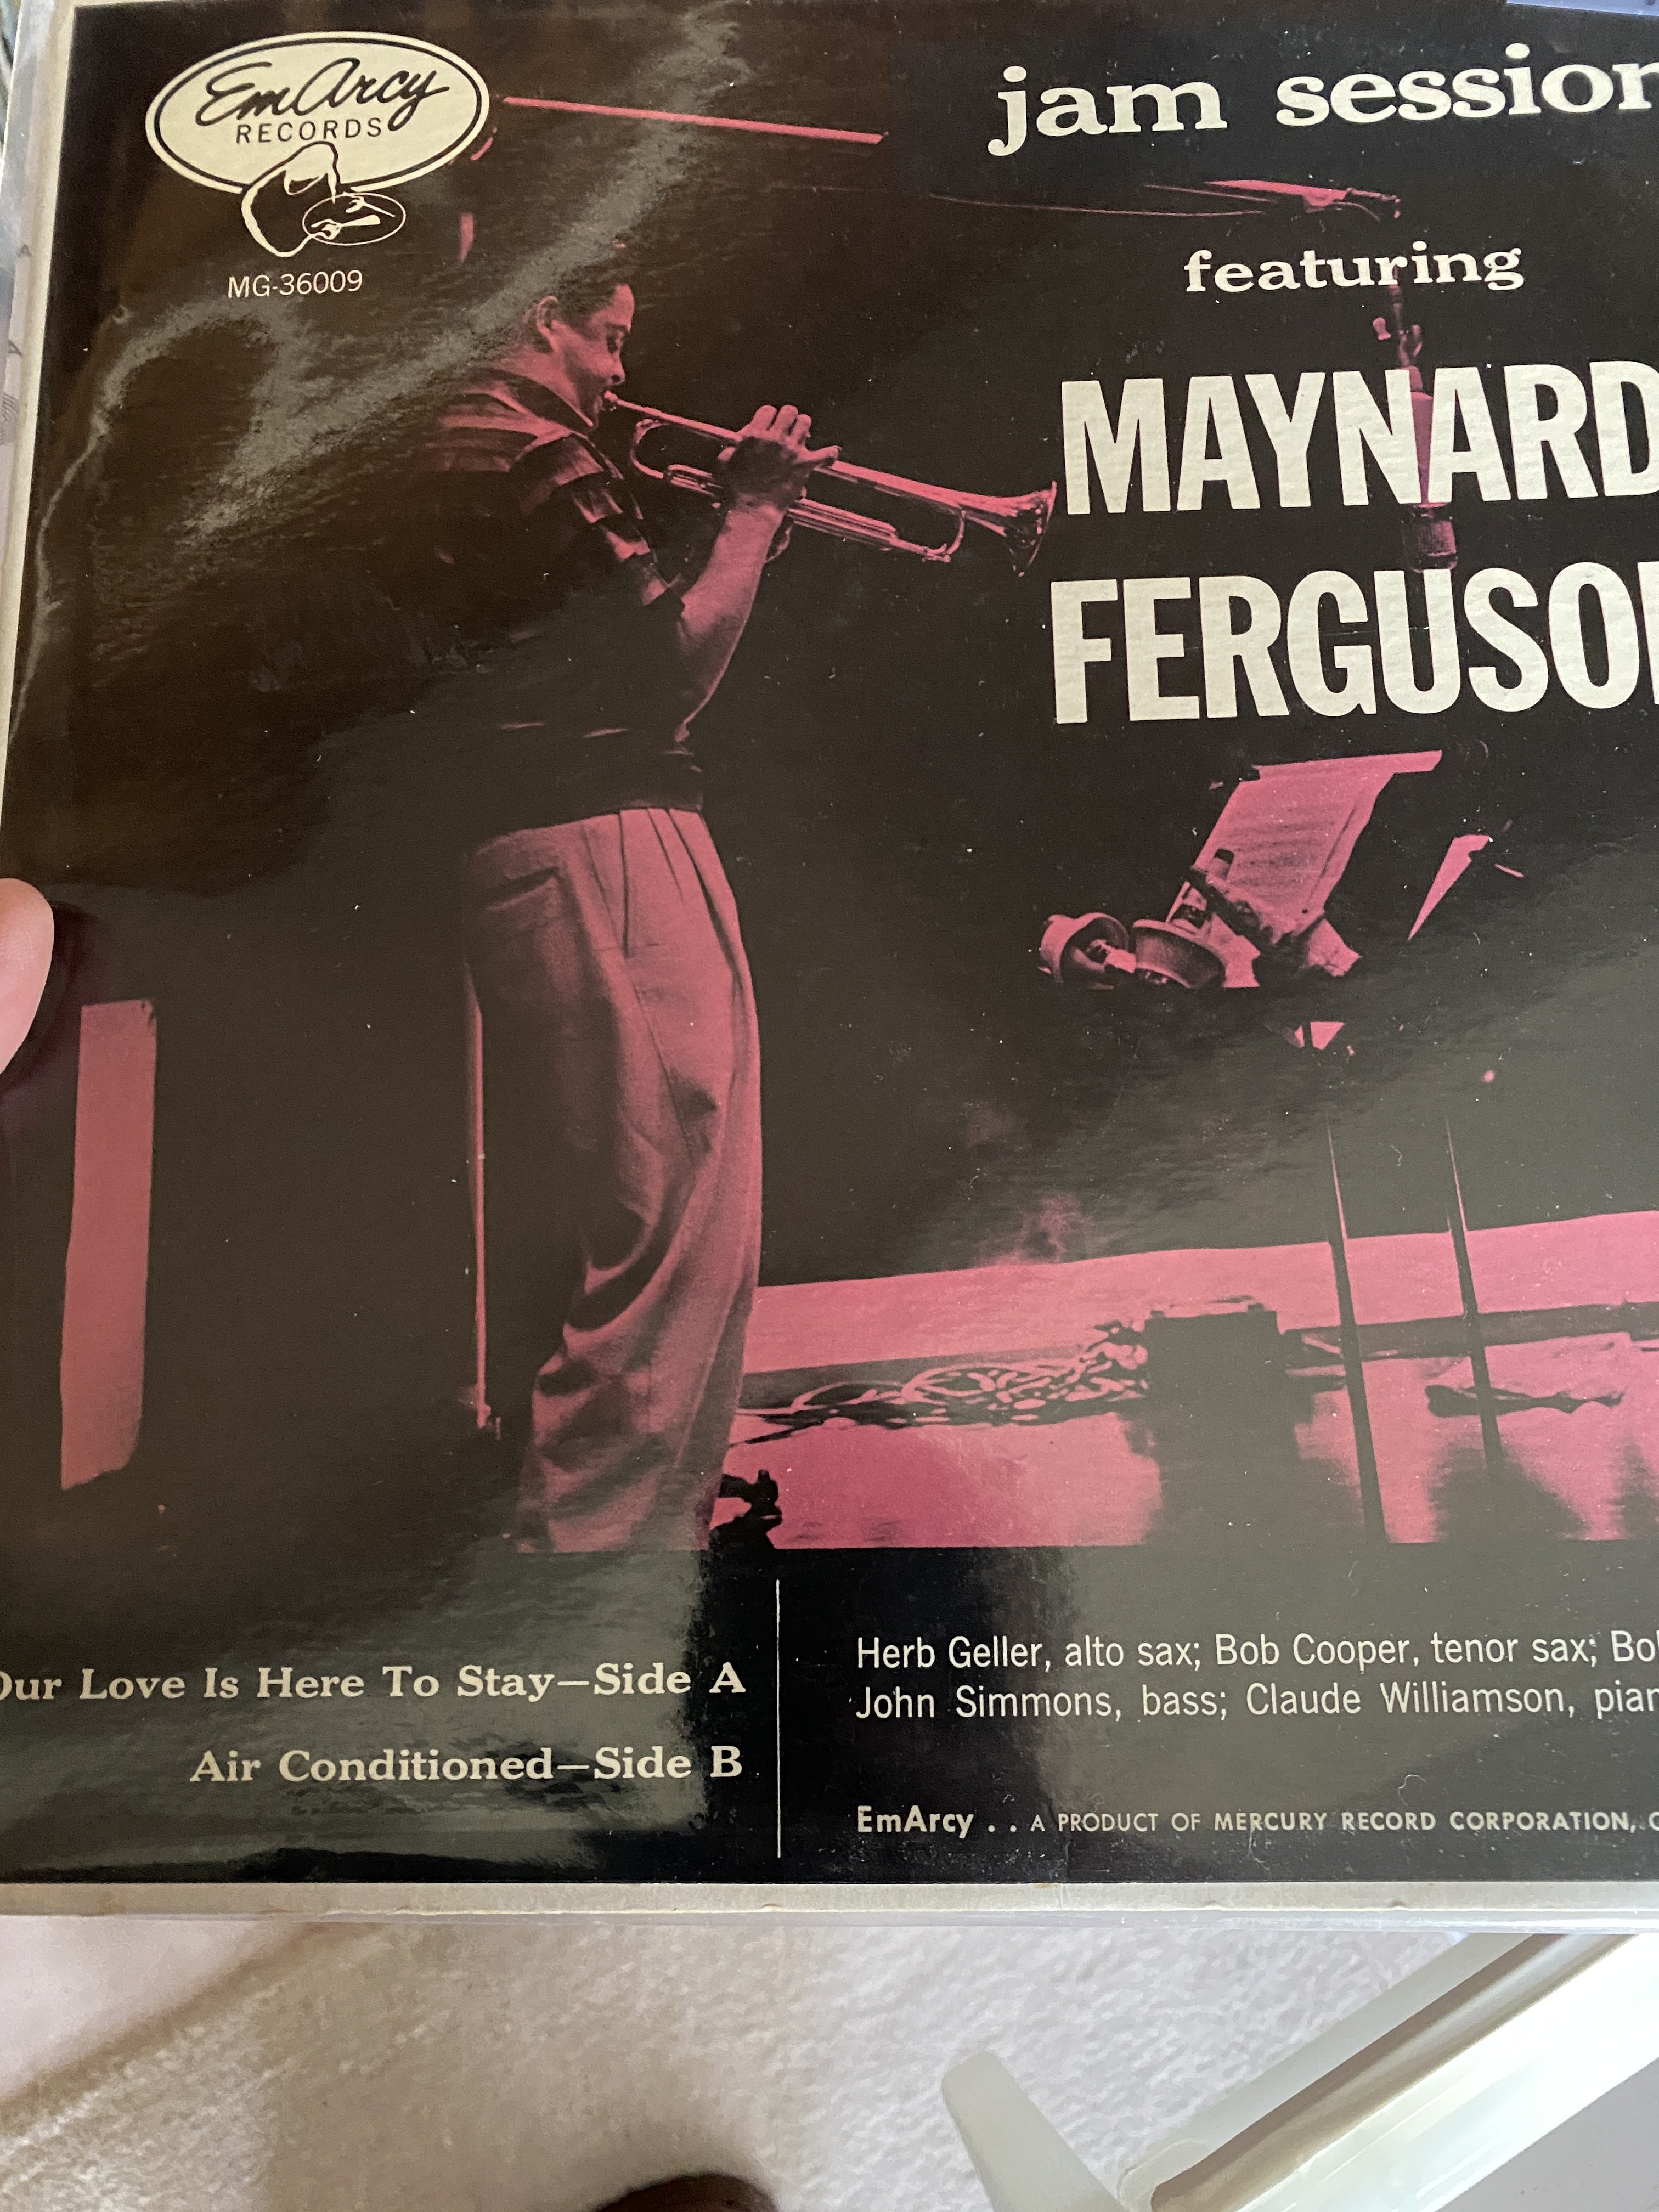 EmArcy
RECORDS
MG-36009
jam session
featuring
MAYNARD
FERGUSO
Our Love Is Here To Stay—Side A
Air Conditioned—Side B
Herb Geller, alto sax; Bob Cooper, tenor sax; Bo
John Simmons, bass; Claude Williamson, pian
EmArcy . . A PRODUCT OF MERCURY RECORD CORPORATION, C